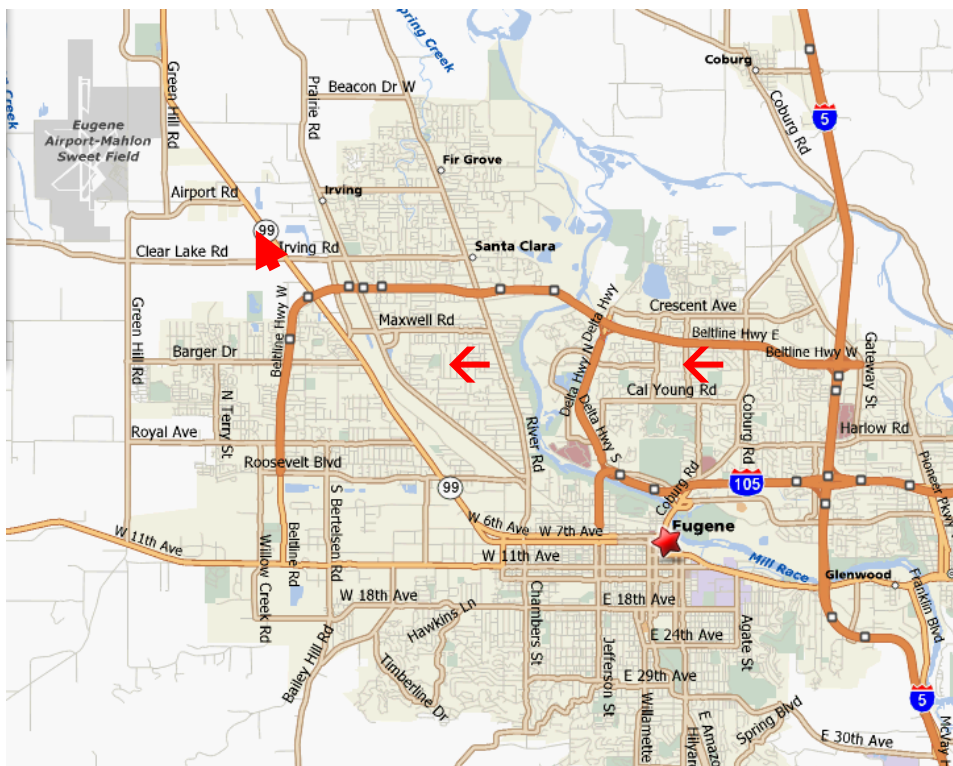 Spring Creek
Coburg
Green Hill Rd
Prairie Rd
Beacon Dr W
Creek
Coburg Rd
5
Eugene
Airport-Mahlon
Sweet Field
Fir Grove
Airport Rd
Irving
99
Clear Lake Rd
Irving Rd
Santa Clara
Beltline Hwy W
Delta Hwy
Crescent Ave
Maxwell Rd
Beltline Hwy E
Beltline Hwy W
Green Hill Rd
Barger Dr
Delta Hwy N
Gateway St
N Terry St
Cal Young Rd
Delta Hwy S
Coburg Rd
River Rd
Royal Ave
Harlow Rd
Roosevelt Blvd
Pioneer Pkwy
99
S Bertelsen Rd
Coburg Rd
105
W 11th Ave
W 6th Ave
W 7th Ave
Eugene
W 11th Ave
Mill Race
Beltline Rd
Willow Creek Rd
Glenwood
W 18th Ave
Hawkins Ln
Chambers St
E 18th Ave
Agate St
Franklin Blvd
E 24th Ave
Bailey Hill Rd
Timberline Dr
Jefferson St
E 29th Ave
Willamette
E Amazo
Hilyar
Spring Blvd
5
E 30th Ave
McVay H